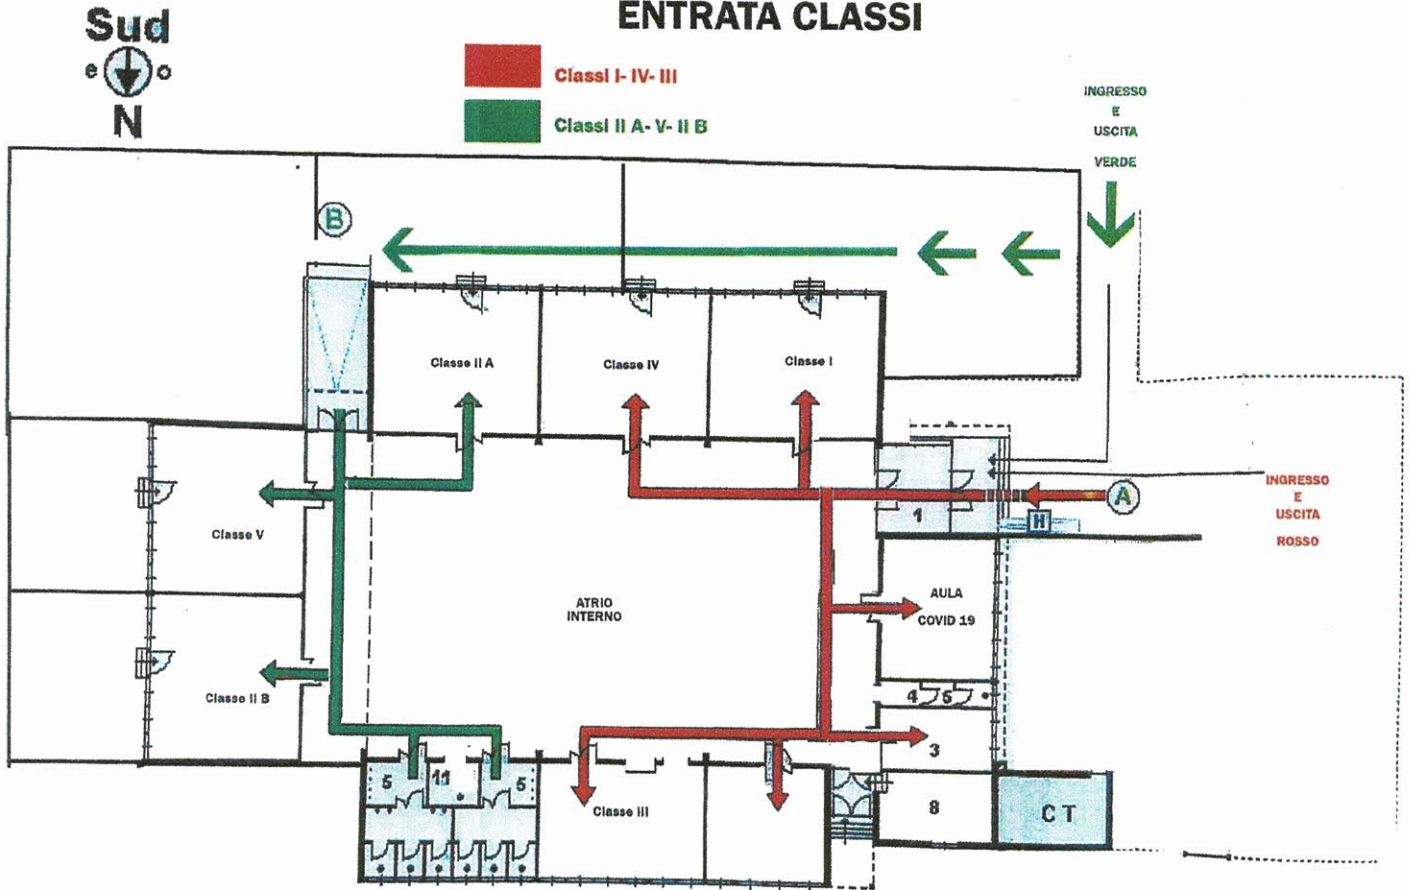 ENTRATA CLASSI
Sud
e o
N
Classi I- IV- III
Classi II A- V- II B
INGRESSO
E
USCITA
VERDE
B
Classe II A
Classe IV
Classe I
A
1
H
INGRESSO
E
USCITA
ROSSO
Classe V
ATRIO
INTERNO
AULA
COVID 19
Classe II B
4 5
3
5
11
5
Classe III
8
C T